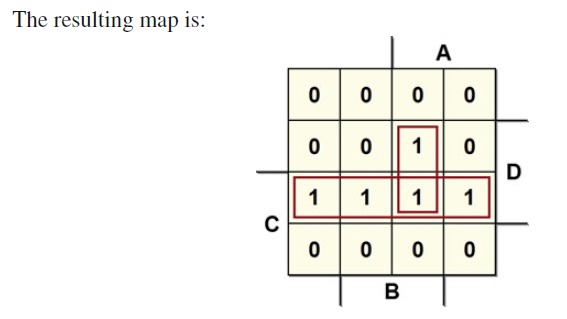 The resulting map is:
A
0 0 0 0
0 0 1 0
D
1 1 1 1
C
0 0 0 0
B